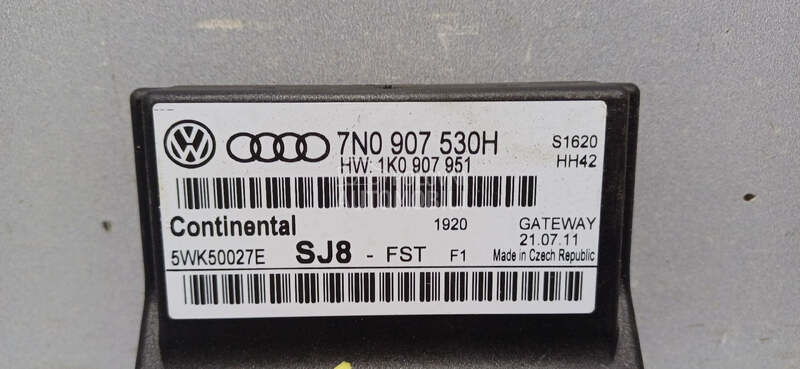 7N0 907 530H S1620
HW: 1K0 907 951 HH42
Continental 1920 GATEWAY
21.07.11
5WK50027E SJ8 - FST F1 Made in Czech Republic